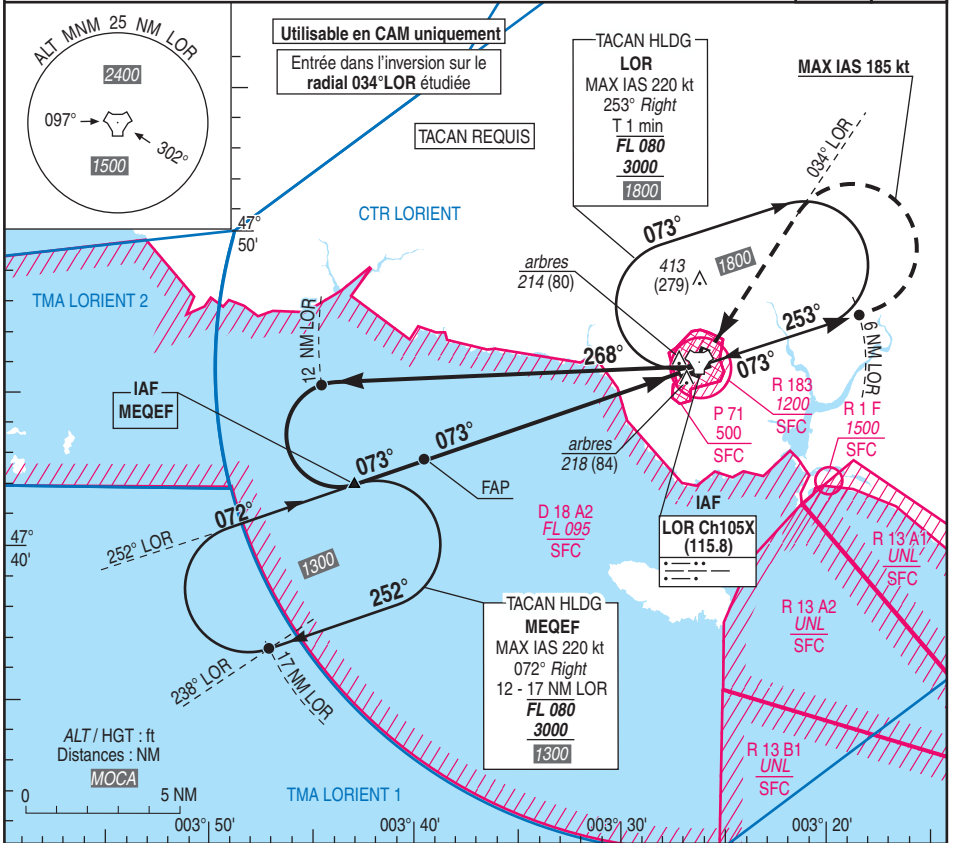 ALT MNM 25 NM LOR
2400
097°
302°
1500
Utilisable en CAM uniquement
Entrée dans l'inversion sur le
radial 034°LOR étudiée
TACAN REQUIS
TACAN HLDG
LOR
MAX IAS 220 kt
253° Right
T 1 min
FL 080
3000
1800
MAX IAS 185 kt
034° LOR
CTR LORIENT
47°
50'
TMA LORIENT 2
073°
413
(279)
1800
arbres
214 (80)
12 NM LOR
268°
253°
073°
6 NM LOR
IAF
MEQEF
R 183
1200
SFC
R 1 F
1500
SFC
P 71
500
SFC
073°
073°
arbres
218 (84)
FAP
072°
252° LOR
D 18 A2
FL 095
SFC
IAF
LOR Ch105X
(115.8)
47°
40'
1300
252°
R 13 A1
UNL
SFC
R 13 A2
UNL
SFC
TACAN HLDG
MEQEF
MAX IAS 220 kt
072° Right
12 - 17 NM LOR
FL 080
3000
1300
238° LOR
17 NM LOR
ALT / HGT : ft
Distances : NM
MOCA
0 5 NM
R 13 B1
UNL
SFC
TMA LORIENT 1
003° 50'
003° 40'
003° 30'
003° 20'